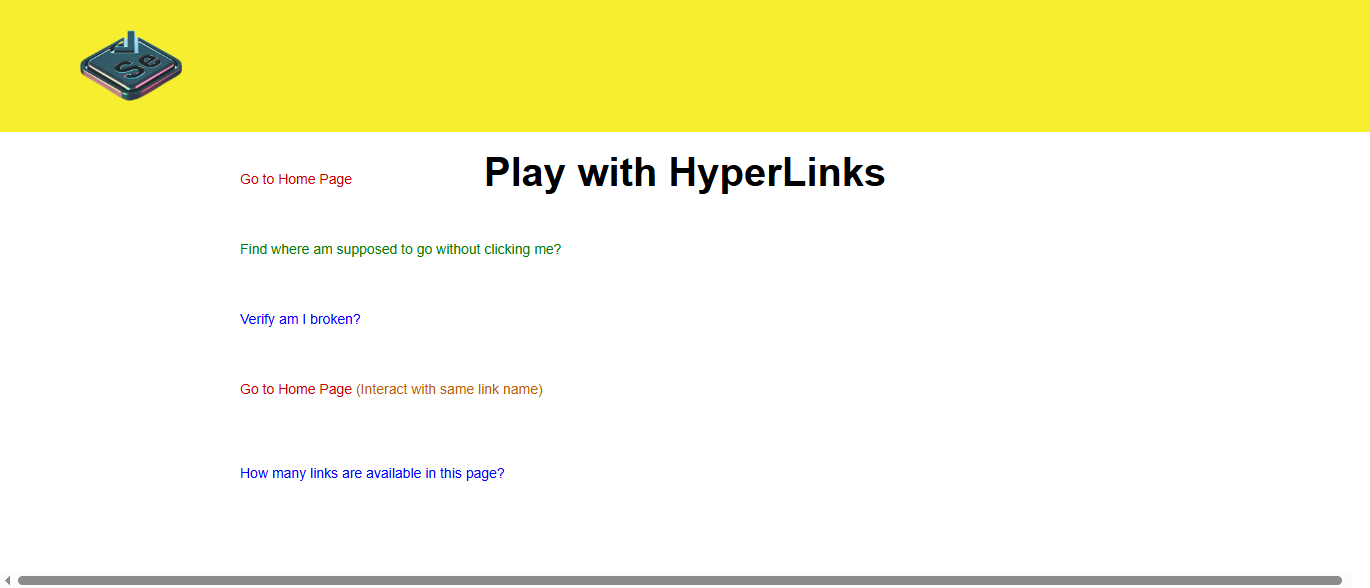 Se
Play with HyperLinks
Go to Home Page
Find where am supposed to go without clicking me?
Verify am I broken?
Go to Home Page (Interact with same link name)
How many links are available in this page?